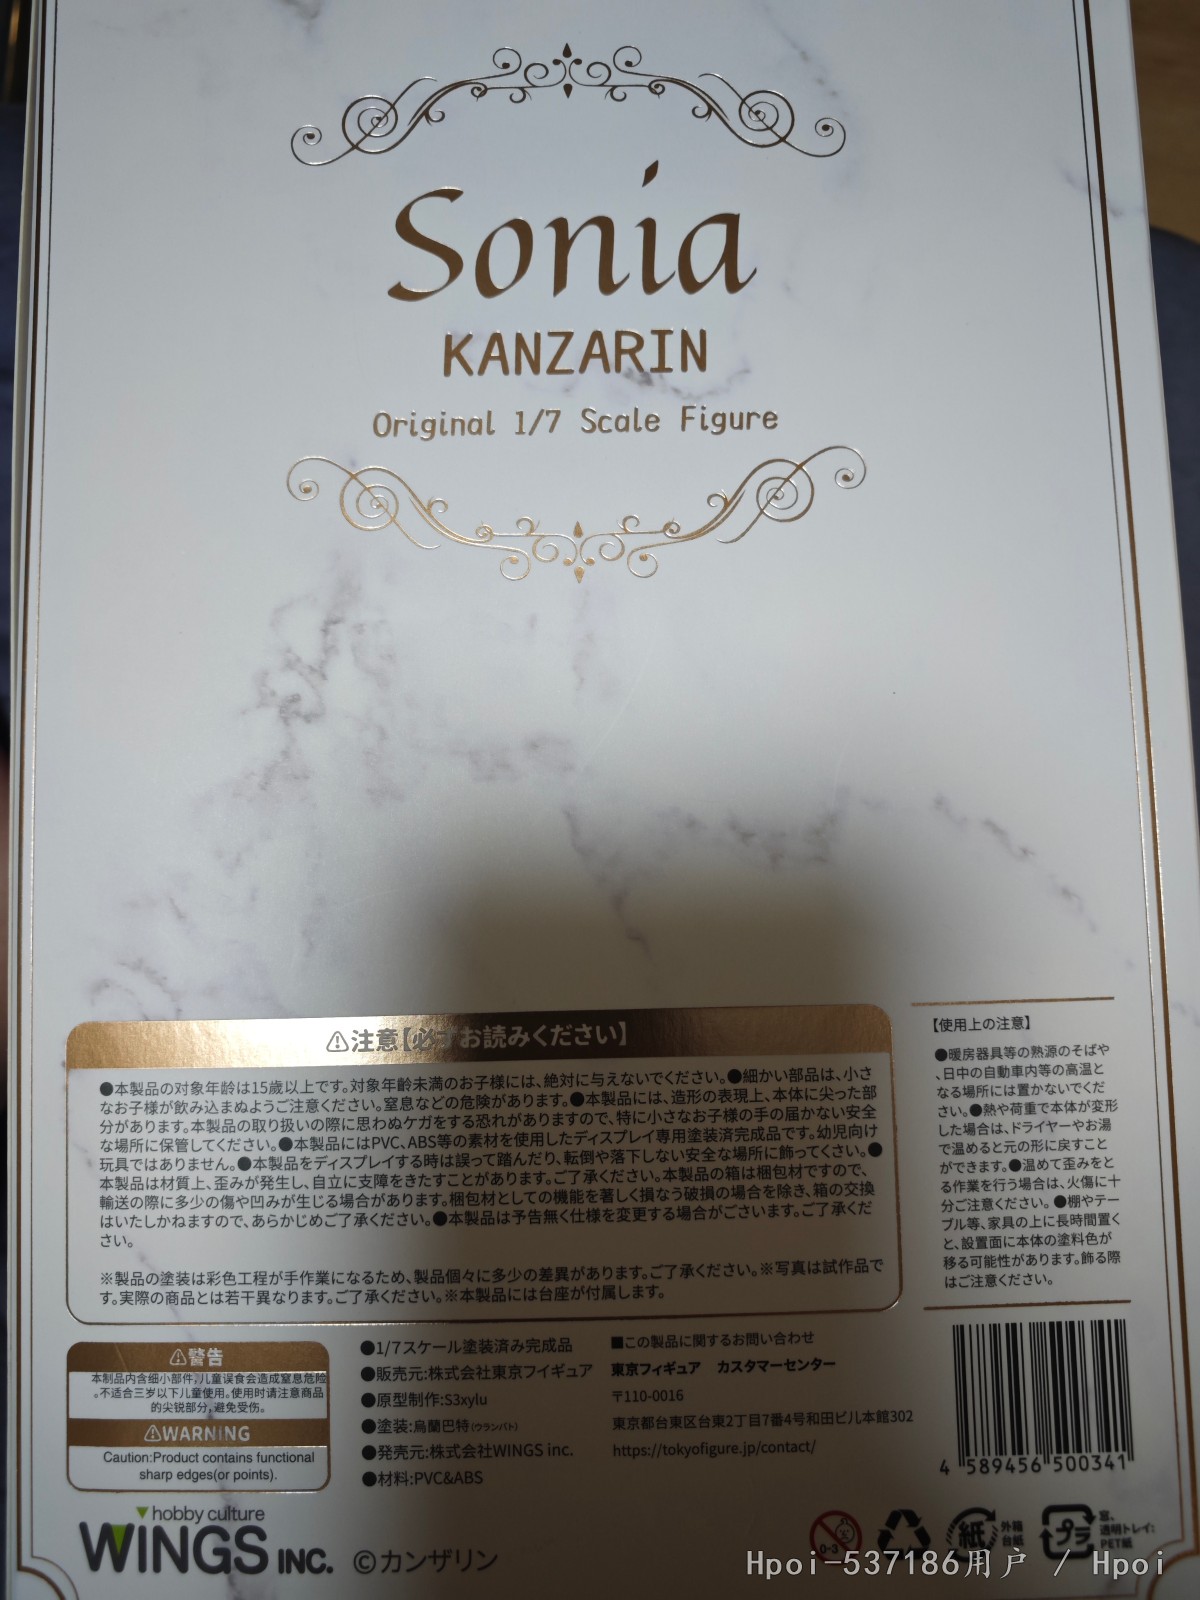 Sonia
KANZARIN
Original 1/7 Scale Figure
⚠注意【必ずお読みください】
●本製品の対象年齢は15歳以上です。対象年齢未満のお子様には、絶対に与えないでください。●細かい部品は、小さ
なお子様が飲み込まぬようご注意ください。窒息などの危険があります。●本製品には、造形の表現上、本体に尖った部
分があります。本製品の取り扱いの際に思わぬケガをする恐れがありますので、特に小さなお子様の手の届かない安全
な場所に保管してください。●本製品にはPVC、ABS等の素材を使用したディスプレイ専用塗装済完成品です。幼児向け
玩具ではありません。●本製品をディスプレイする時は誤って踏んだり、転倒や落下しない安全な場所に飾ってください。●
本製品は材質上、歪みが発生し、自立に支障をきたすことがあります。ご了承ください。本製品の箱は梱包材ですので、
輸送の際に多少の傷や凹みが生じる場合があります。梱包材としての機能を著しく損なう破損の場合を除き、箱の交換
はいたしかねますので、あらかじめご了承ください。●本製品は予告無く仕様を変更する場合がございます。ご了承くだ
さい。
※製品の塗装は彩色工程が手作業になるため、製品個々に多少の差異があります。ご了承ください。※写真は試作品で
す。実際の商品とは若干異なります。ご了承ください。※本製品には台座が付属します。
【使用上の注意】
●暖房器具等の熱源のそばや
、日中の自動車内等の高温と
なる場所には置かないでくだ
さい。●熱や荷重で本体が変形
した場合は、ドライヤーやお湯
で温めると元の形に戻すこと
ができます。●温めて歪みをと
る作業を行う場合は、火傷に十
分ご注意ください。●棚やテー
ブル等、家具の上に長時間置く
と、設置面に本体の塗料色が
移る可能性があります。飾る際
はご注意ください。
⚠警告
本制品内含细小部件,儿童误食会造成窒息危险
。不适合三岁以下儿童使用。使用时请注意商品
的尖锐部分,避免受伤。
⚠WARNING
Caution:Product contains functional
sharp edges(or points).
●1/7スケール塗装済み完成品
●販売元:株式会社東京フイギュア
●原型制作:S3xylu
●塗装:烏蘭巴特(ウランバト)
●発売元:株式会社WINGS inc.
●材料:PVC&ABS
■この製品に関するお問い合わせ
東京フィギュア カスタマーセンター
〒110-0016
東京都台東区台東2丁目7番4号和田ビル本館302
https://tokyofigure.jp/contact/
4 589456 500341
hobby culture
WINGS INC.
©カンザリン
0-3
紙
外箱
台紙
プラ
窓、
透明トレイ:
PET紙
Hpoi-537186用户 / Hpoi